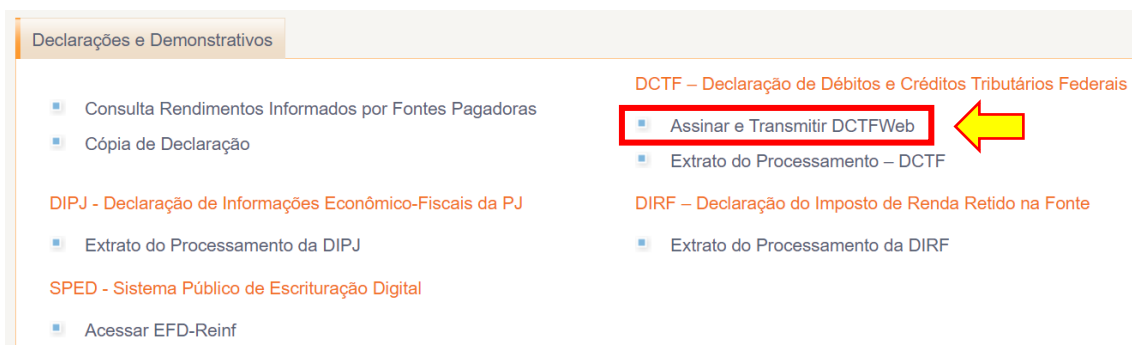 Declarações e Demonstrativos
Consulta Rendimentos Informados por Fontes Pagadoras
Cópia de Declaração
DIPJ - Declaração de Informações Econômico-Fiscais da PJ
Extrato do Processamento da DIPJ
SPED - Sistema Público de Escrituração Digital
Acessar EFD-Reinf
DCTF – Declaração de Débitos e Créditos Tributários Federais
Assinar e Transmitir DCTFWeb
Extrato do Processamento – DCTF
DIRF – Declaração do Imposto de Renda Retido na Fonte
Extrato do Processamento da DIRF